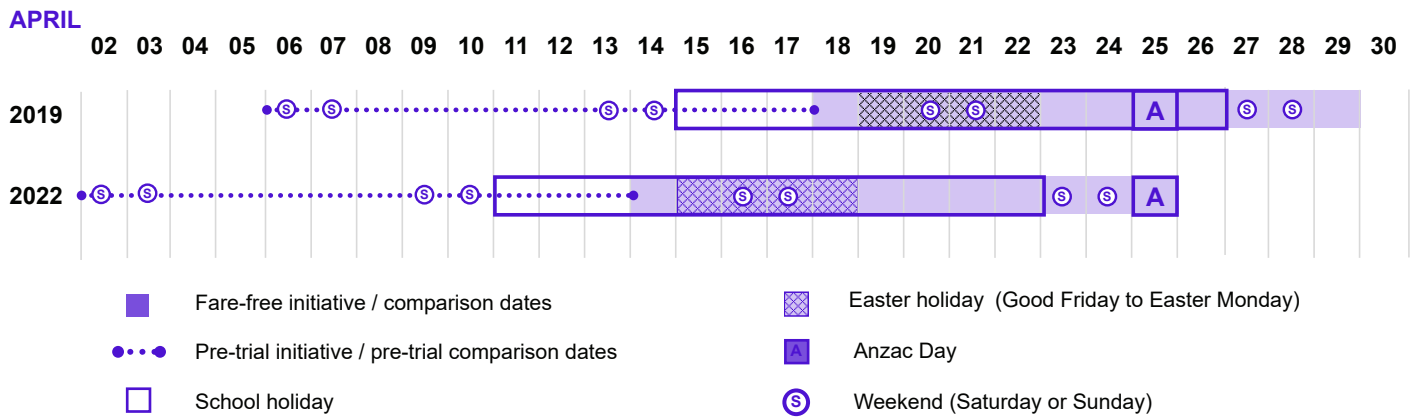 APRIL
02 03 04 05 06 07 08 09 10 11 12 13 14 15 16 17 18 19 20 21 22 23 24 25 26 27 28 29 30
2019 S S S S S S A S S
2022 S S S S S S S S A
Fare-free initiative / comparison dates
Easter holiday (Good Friday to Easter Monday)
Pre-trial initiative / pre-trial comparison dates
A Anzac Day
School holiday
S Weekend (Saturday or Sunday)